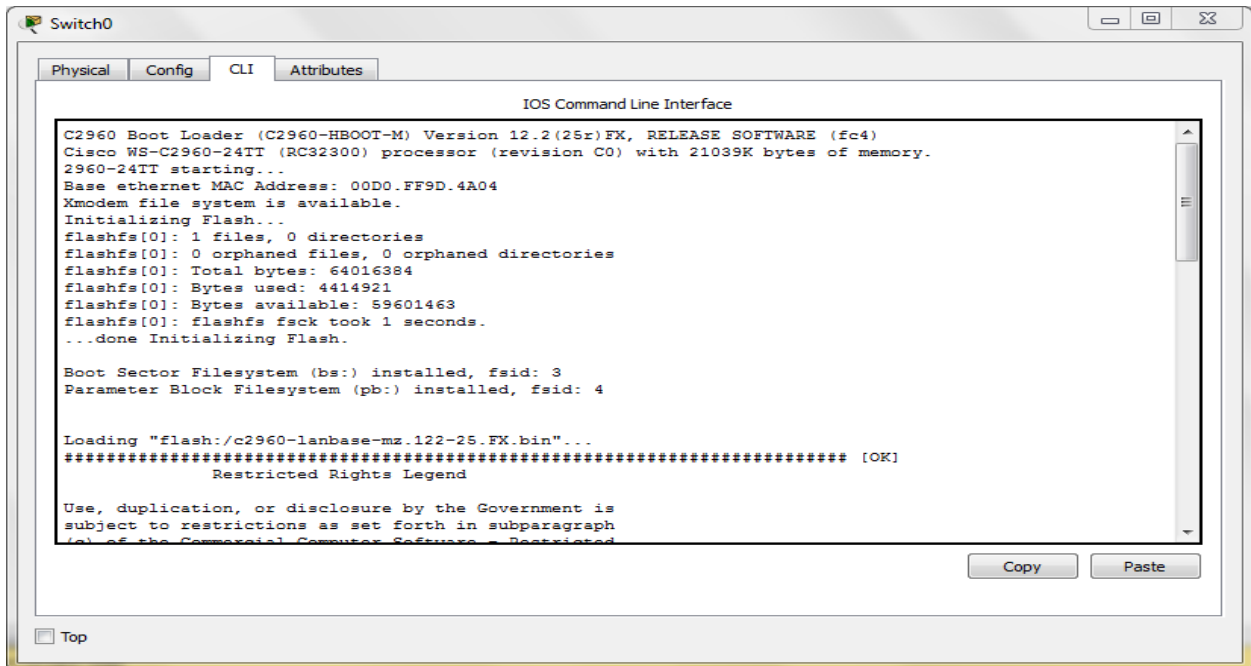 Switch0
Physical Config CLI Attributes
IOS Command Line Interface
C2960 Boot Loader (C2960-HBOOT-M) Version 12.2(25r)FX, RELEASE SOFTWARE (fc4)
Cisco WS-C2960-24TT (RC32300) processor (revision C0) with 21039K bytes of memory.
2960-24TT starting...
Base ethernet MAC Address: 00D0.FF9D.4A04
Xmodem file system is available.
Initializing Flash...
flashfs[0]: 1 files, 0 directories
flashfs[0]: 0 orphaned files, 0 orphaned directories
flashfs[0]: Total bytes: 64016384
flashfs[0]: Bytes used: 4414921
flashfs[0]: Bytes available: 59601463
flashfs[0]: flashfs fsck took 1 seconds.
...done Initializing Flash.
Boot Sector Filesystem (bs:) installed, fsid: 3
Parameter Block Filesystem (pb:) installed, fsid: 4
Loading "flash:/c2960-lanbase-mz.122-25.FX.bin"...
########################################################################## [OK]
Restricted Rights Legend
Use, duplication, or disclosure by the Government is
subject to restrictions as set forth in subparagraph
(c) of the Commercial Computer Software - Restricted
Copy Paste
Top